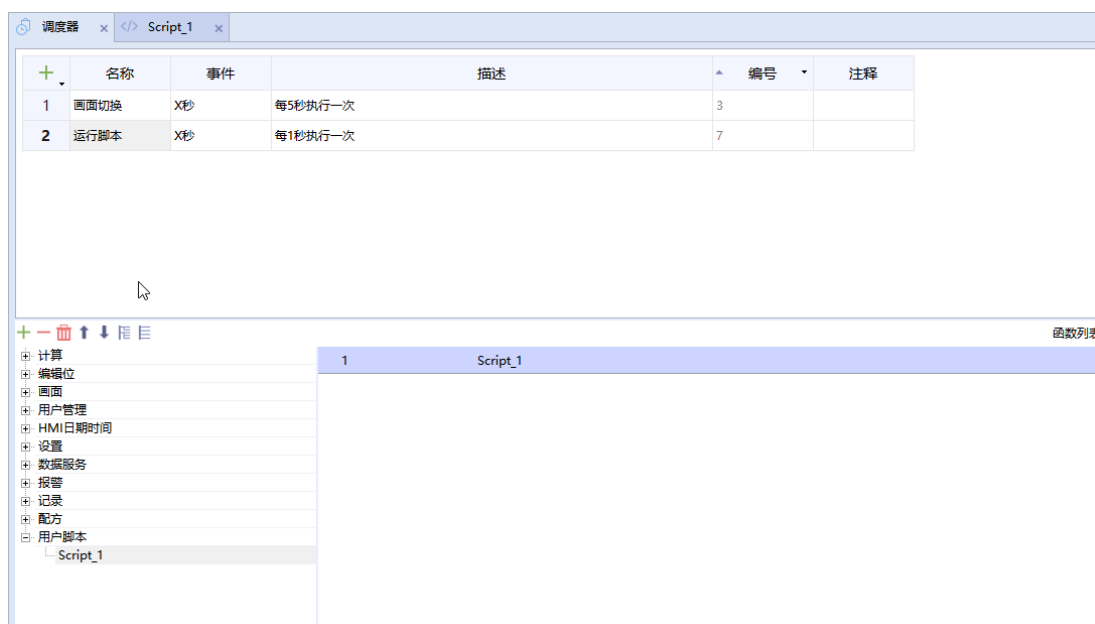 调度器 x </> Script_1 x
名称 事件 描述 编号 注释
1 画面切换 X秒 每5秒执行一次 3
2 运行脚本 X秒 每1秒执行一次 7
函数列表
计算
编辑位
画面
用户管理
HMI日期时间
设置
数据服务
报警
记录
配方
用户脚本
Script_1
1 Script_1